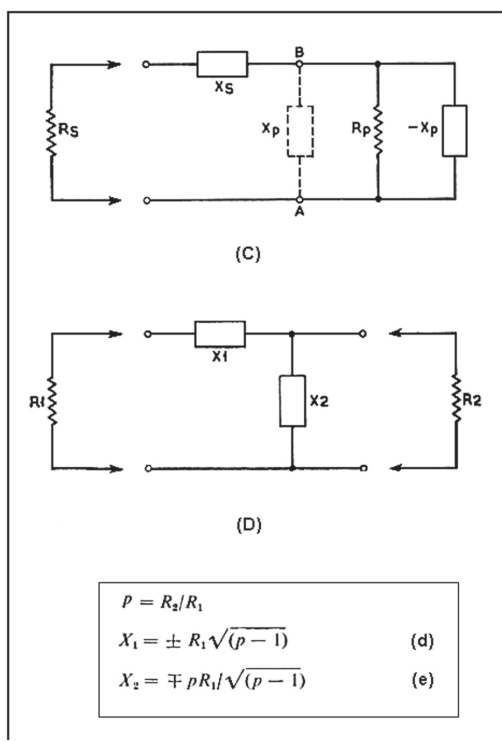 B
XS
RS
Xp
Rp
-Xp
A
(C)
X1
R1
X2
R2
(D)
p = R₂/R₁
X₁ = ± R₁√(p − 1) (d)
X₂ = ∓ pR₁/√(p − 1) (e)